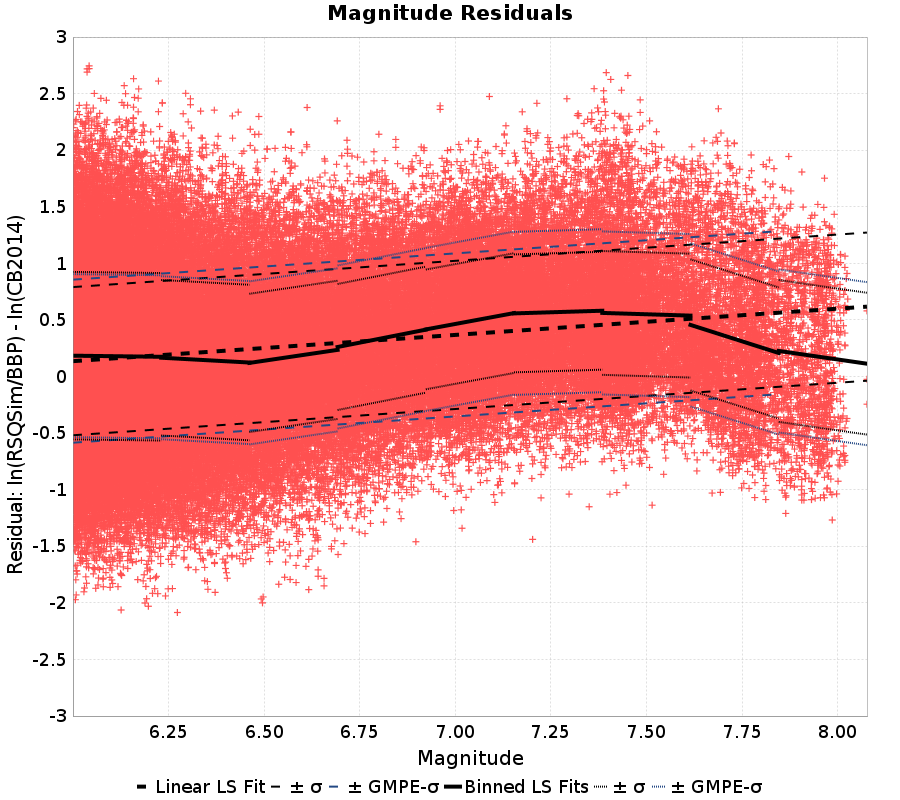 Magnitude Residuals
Residual: ln(RSQSim/BBP) - ln(CB2014)
3
2.5
2
1.5
1
0.5
0
-0.5
-1
-1.5
-2
-2.5
-3
6.25 6.50 6.75 7.00 7.25 7.50 7.75 8.00
Magnitude
Linear LS Fit ± σ ± GMPE-σ Binned LS Fits ± σ ± GMPE-σ